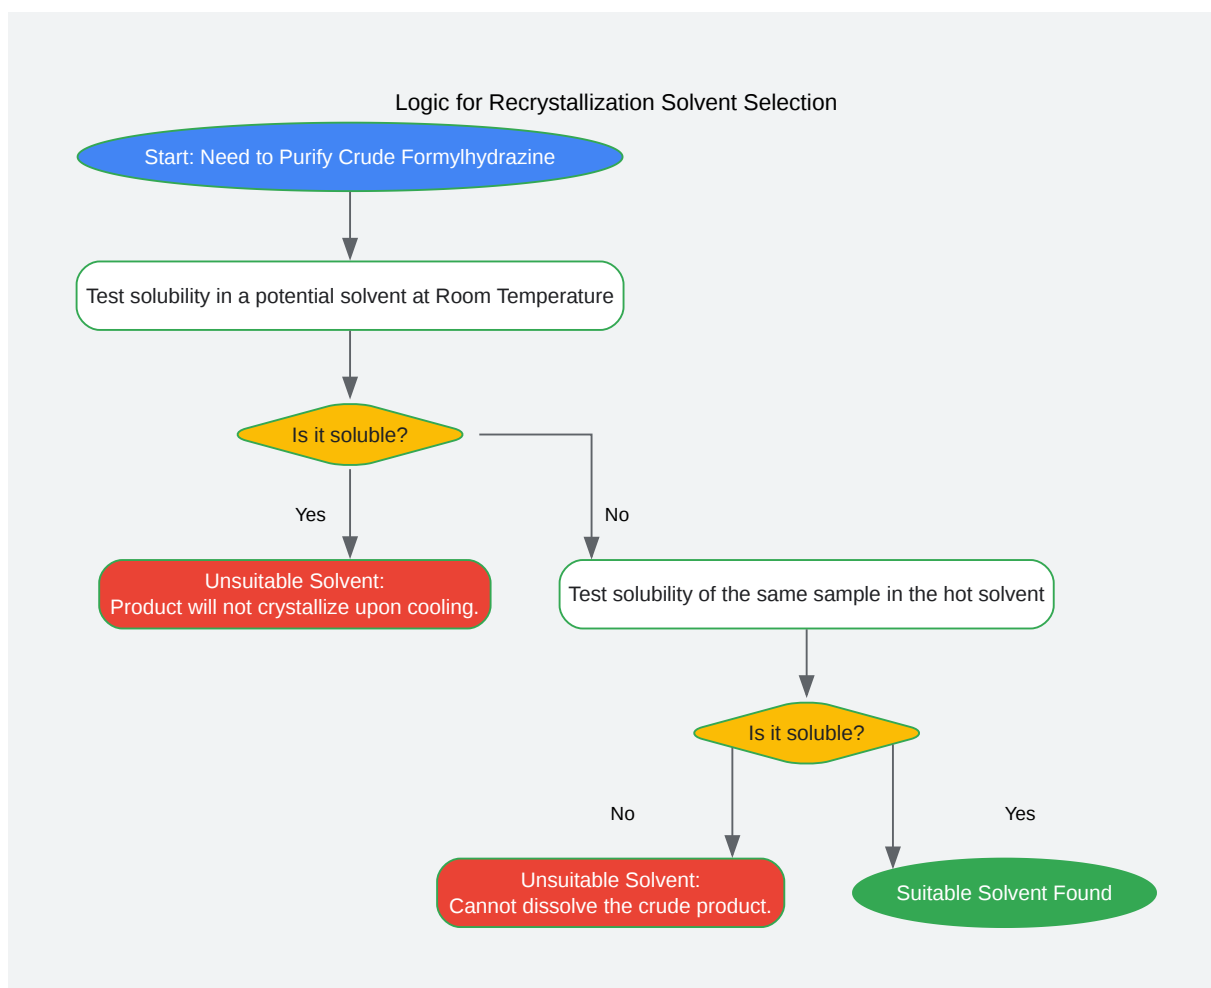 Logic for Recrystallization Solvent Selection
Start: Need to Purify Crude Formylhydrazine
Test solubility in a potential solvent at Room Temperature
Is it soluble?
Yes
No
Unsuitable Solvent:
Product will not crystallize upon cooling.
Test solubility of the same sample in the hot solvent
Is it soluble?
No
Yes
Unsuitable Solvent:
Cannot dissolve the crude product.
Suitable Solvent Found